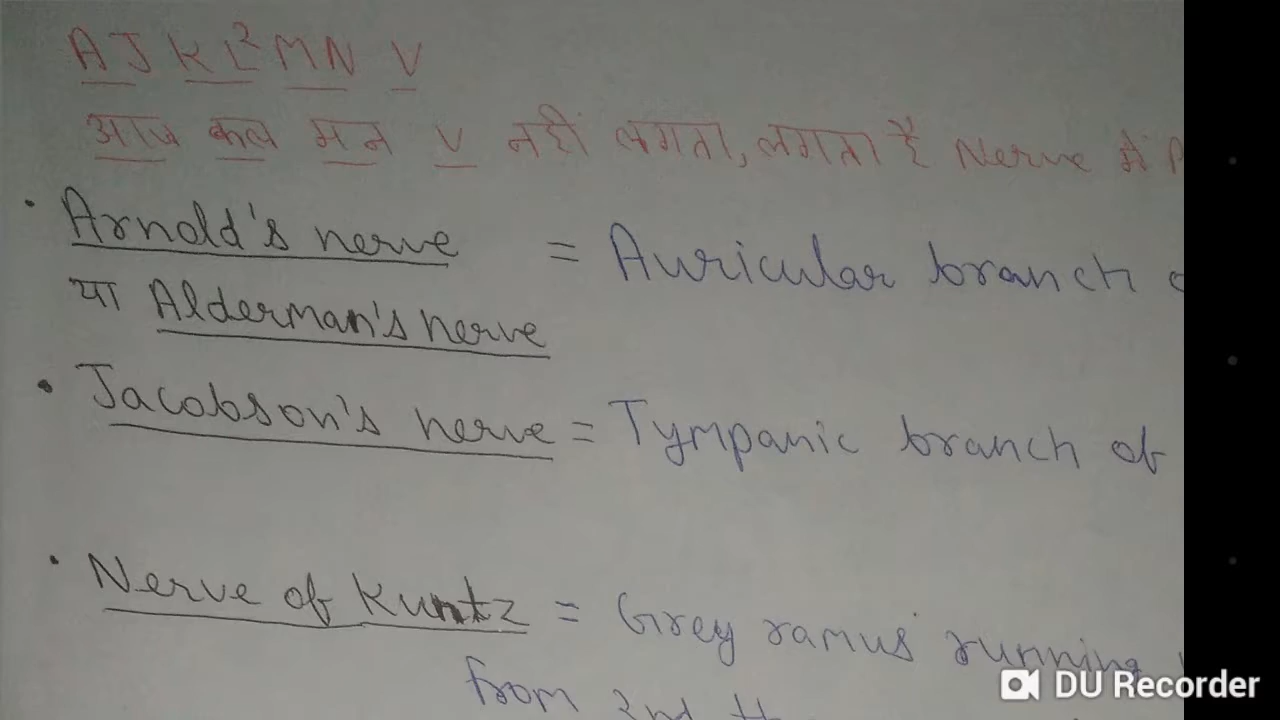 A J K L² M N V
आज कल मन V नहीं लगता, लगता है Nerve में
• Arnold's nerve = Auricular branch
या Alderman's nerve
• Jacobson's nerve = Tympanic branch of
• Nerve of Kuntz = Grey ramus running
from 2nd
DU Recorder